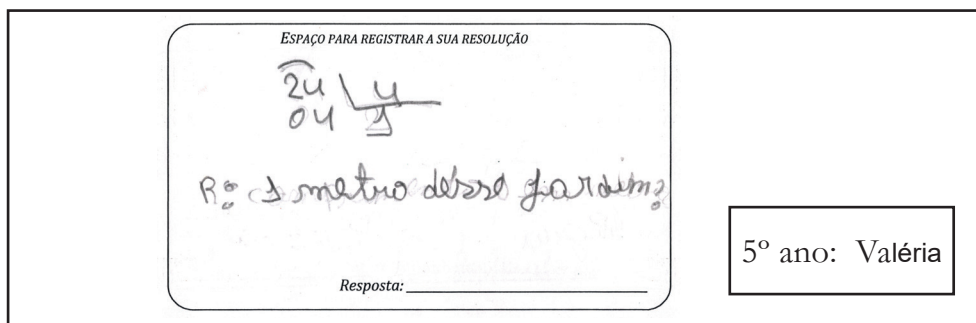 ESPAÇO PARA REGISTRAR A SUA RESOLUÇÃO
24 4
04 1
R: 1 metro desse jardim?
Resposta:
5º ano: Valéria